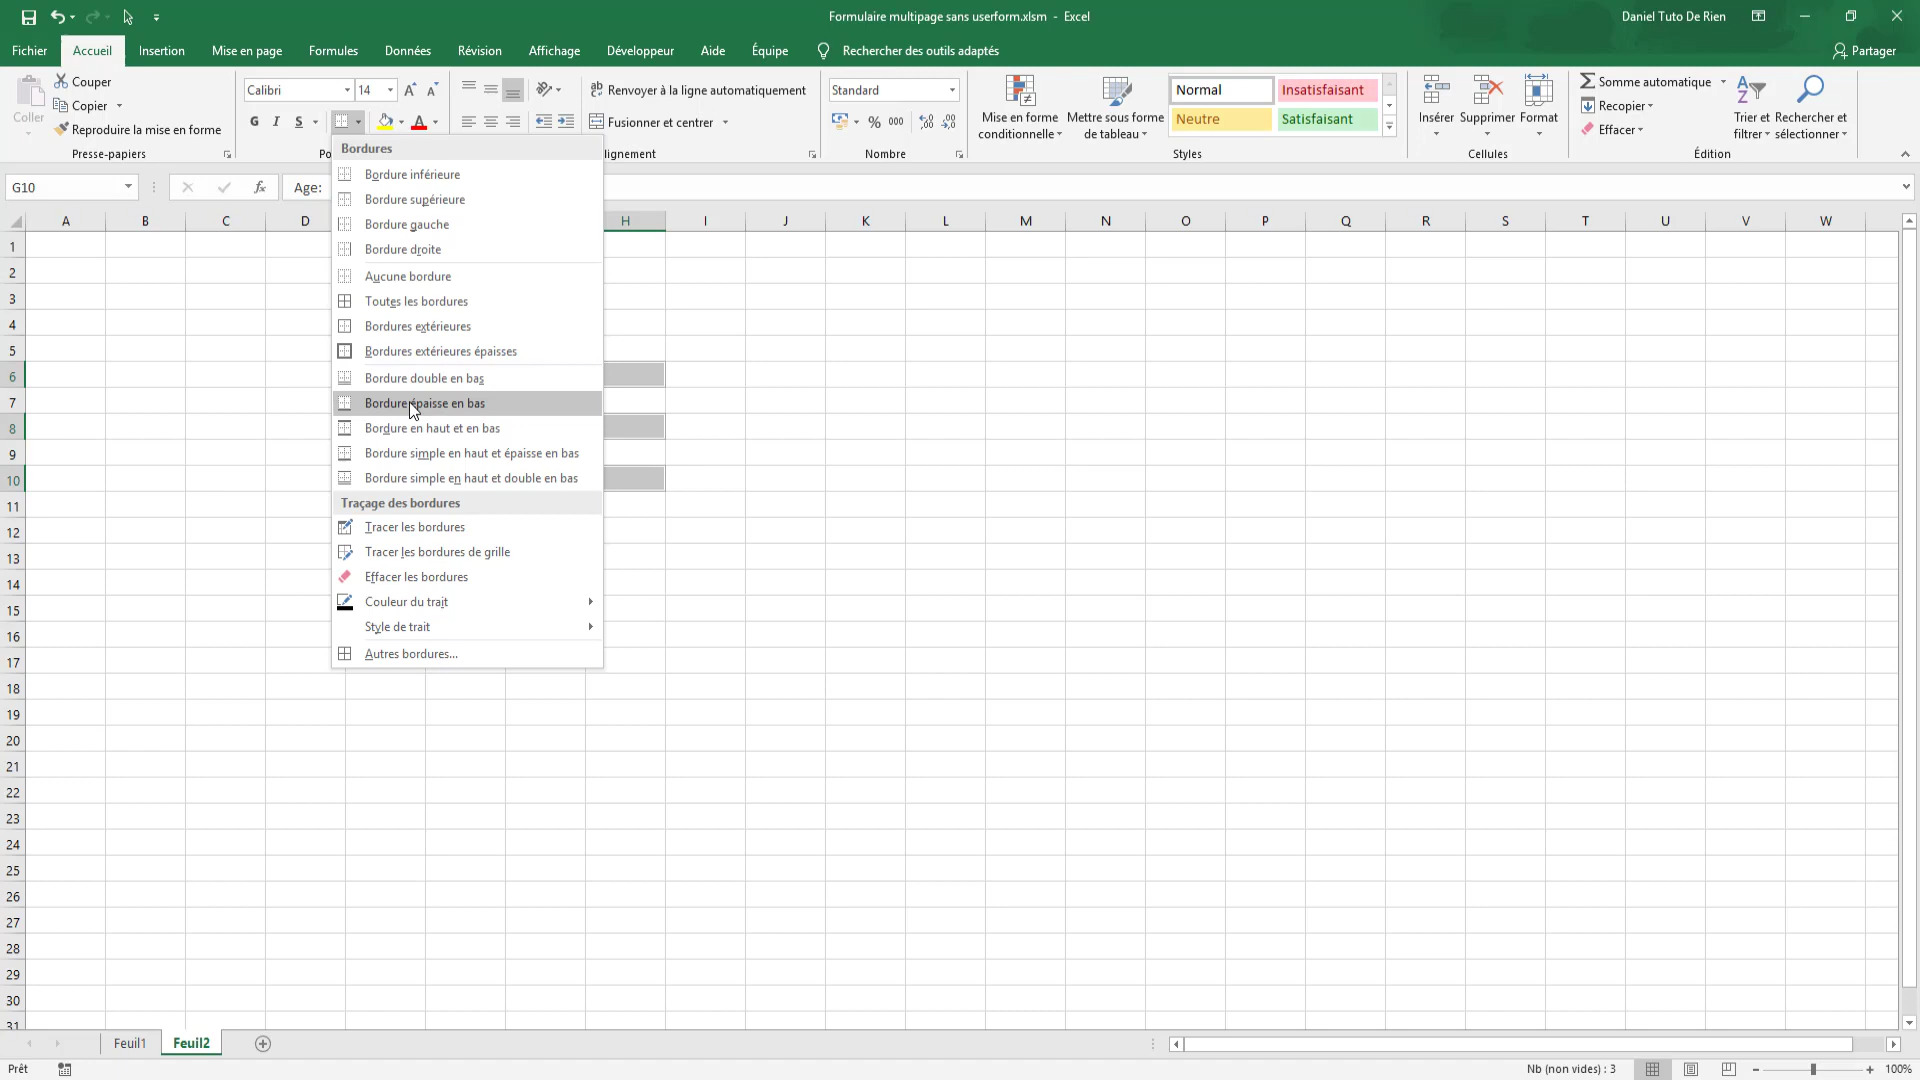 Formulaire multipage sans userform.xlsm - Excel
Daniel Tuto De Rien
Fichier Accueil Insertion Mise en page Formules Données Révision Affichage Développeur Aide Équipe Rechercher des outils adaptés Partager
Coller
Couper
Copier
Reproduire la mise en forme
Presse-papiers
Calibri 14
G I S
Po
Renvoyer à la ligne automatiquement
Fusionner et centrer
lignement
Standard
% 000
Nombre
Mise en forme conditionnelle
Mettre sous forme de tableau
Normal Insatisfaisant
Neutre Satisfaisant
Styles
Insérer Supprimer Format
Cellules
Somme automatique
Recopier
Effacer
Trier et filtrer
Rechercher et sélectionner
Édition
G10 fx Age:
Bordures
Bordure inférieure
Bordure supérieure
Bordure gauche
Bordure droite
Aucune bordure
Toutes les bordures
Bordures extérieures
Bordures extérieures épaisses
Bordure double en bas
Bordure épaisse en bas
Bordure en haut et en bas
Bordure simple en haut et épaisse en bas
Bordure simple en haut et double en bas
Traçage des bordures
Tracer les bordures
Tracer les bordures de grille
Effacer les bordures
Couleur du trait
Style de trait
Autres bordures...
A B C D H I J K L M N O P Q R S T U V W
1
2
3
4
5
6
7
8
9
10
11
12
13
14
15
16
17
18
19
20
21
22
23
24
25
26
27
28
29
30
31
Feuil1 Feuil2
Prêt
Nb (non vides) : 3
100%